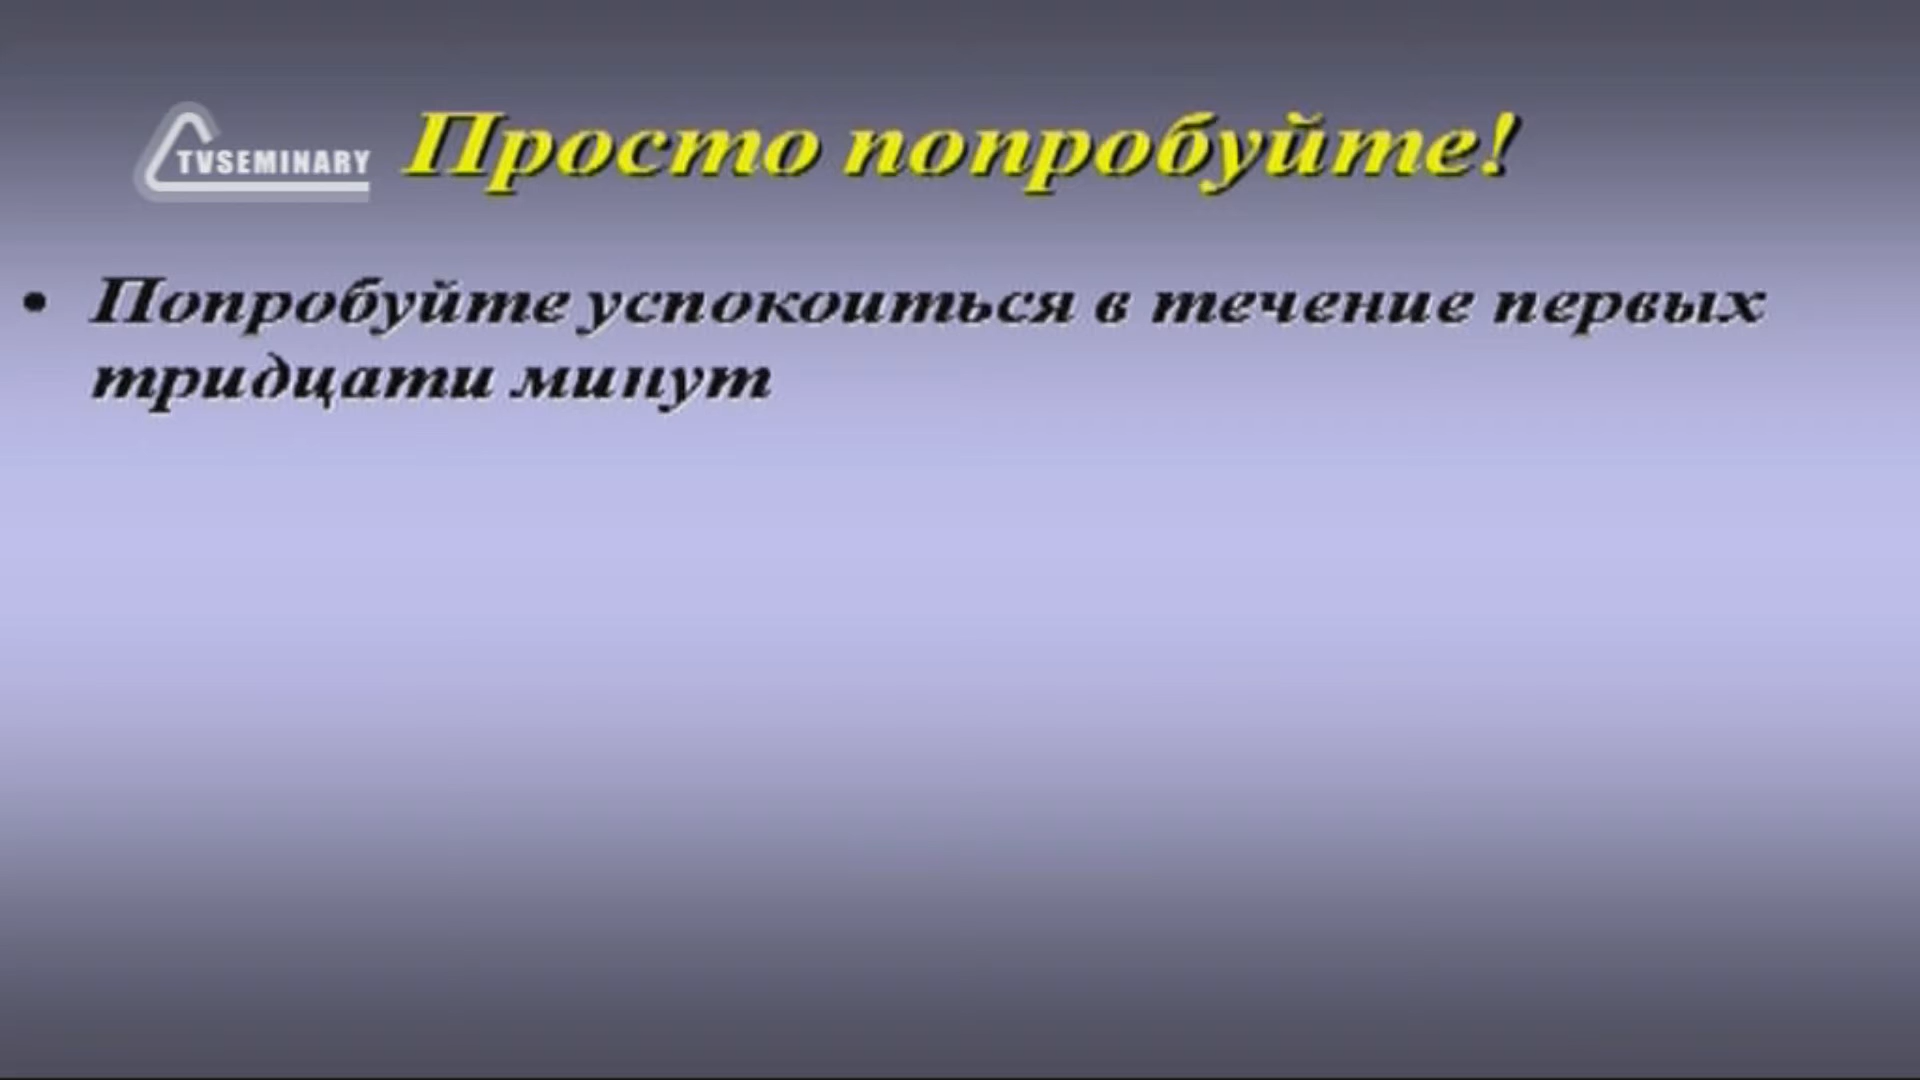 TVSEMINARY
Просто попробуйте!
• Попробуйте успокоиться в течение первых
тридцати минут